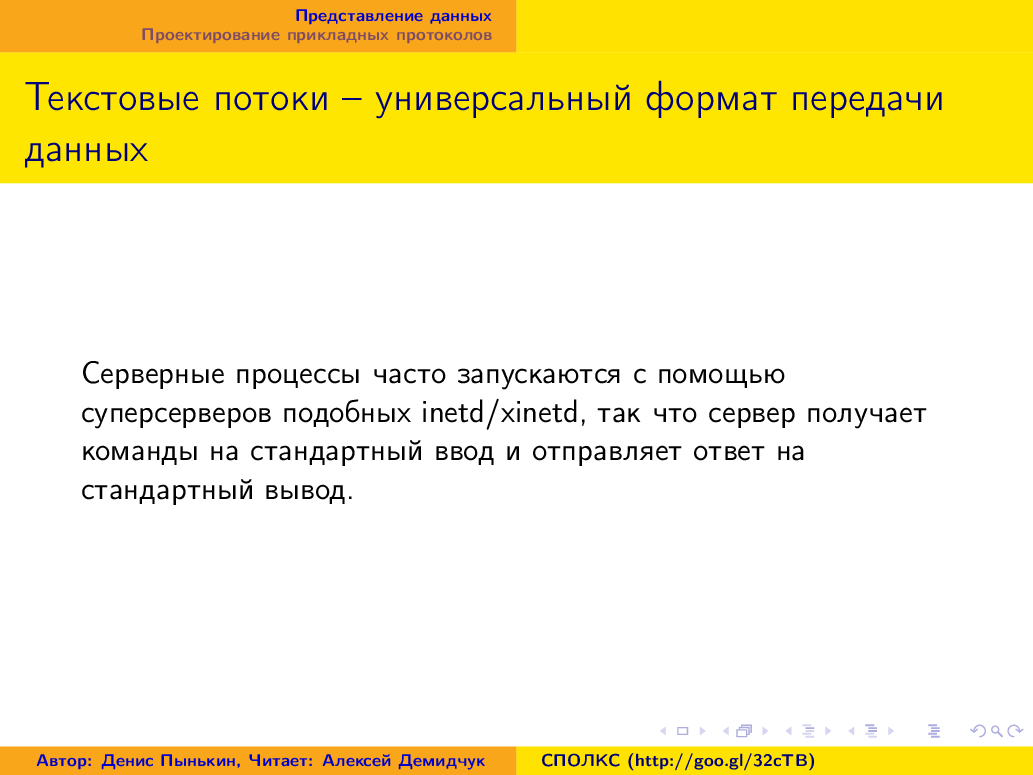 Представление данных
Проектирование прикладных протоколов
Текстовые потоки – универсальный формат передачи
данных
Серверные процессы часто запускаются с помощью
суперсерверов подобных inetd/xinetd, так что сервер получает
команды на стандартный ввод и отправляет ответ на
стандартный вывод.
Автор: Денис Пынькин, Читает: Алексей Демидчук
СПОЛКС (http://goo.gl/32cTB)